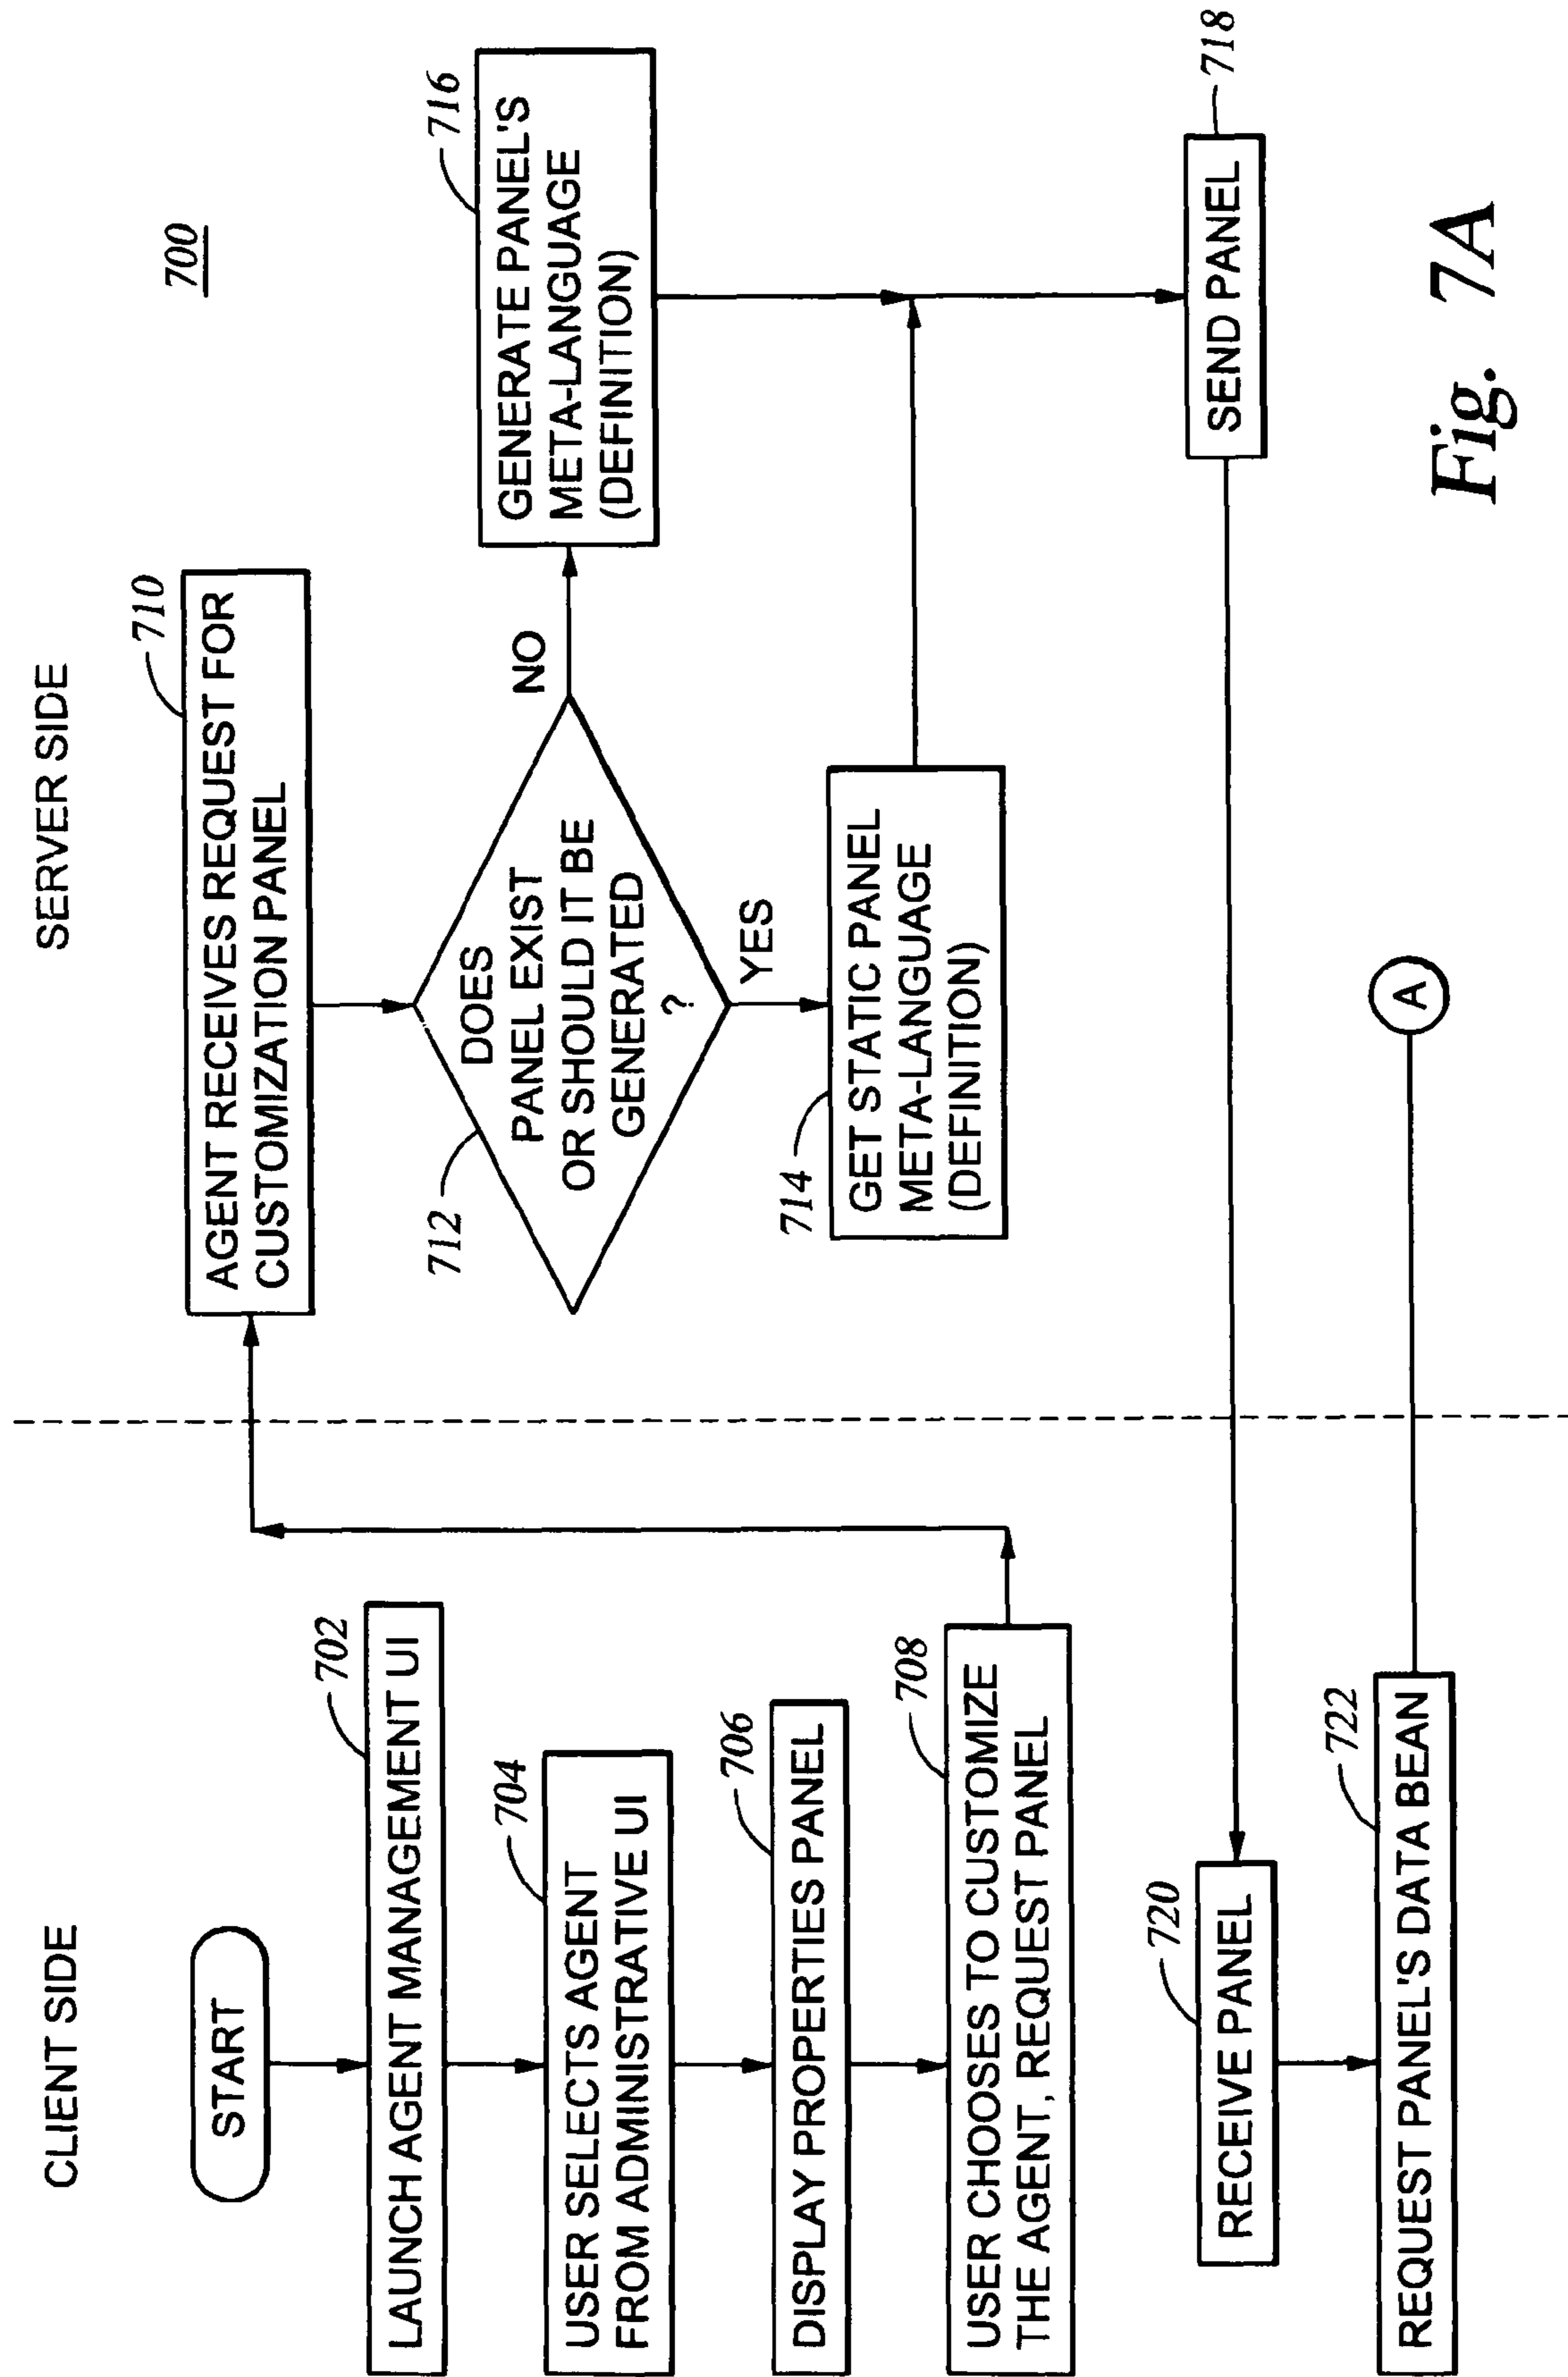 700
CLIENT SIDE
START
702
LAUNCH AGENT MANAGEMENT UI
704
USER SELECTS AGENT
FROM ADMINISTRATIVE UI
706
DISPLAY PROPERTIES PANEL
708
USER CHOOSES TO CUSTOMIZE
THE AGENT, REQUEST PANEL
SERVER SIDE
710
AGENT RECEIVES REQUEST FOR
CUSTOMIZATION PANEL
712
DOES
PANEL EXIST
OR SHOULD IT BE
GENERATED
?
NO
716
GENERATE PANEL'S
META-LANGUAGE
(DEFINITION)
YES
714
GET STATIC PANEL
META-LANGUAGE
(DEFINITION)
718
SEND PANEL
720
RECEIVE PANEL
722
REQUEST PANEL'S DATA BEAN
A
Fig. 7A